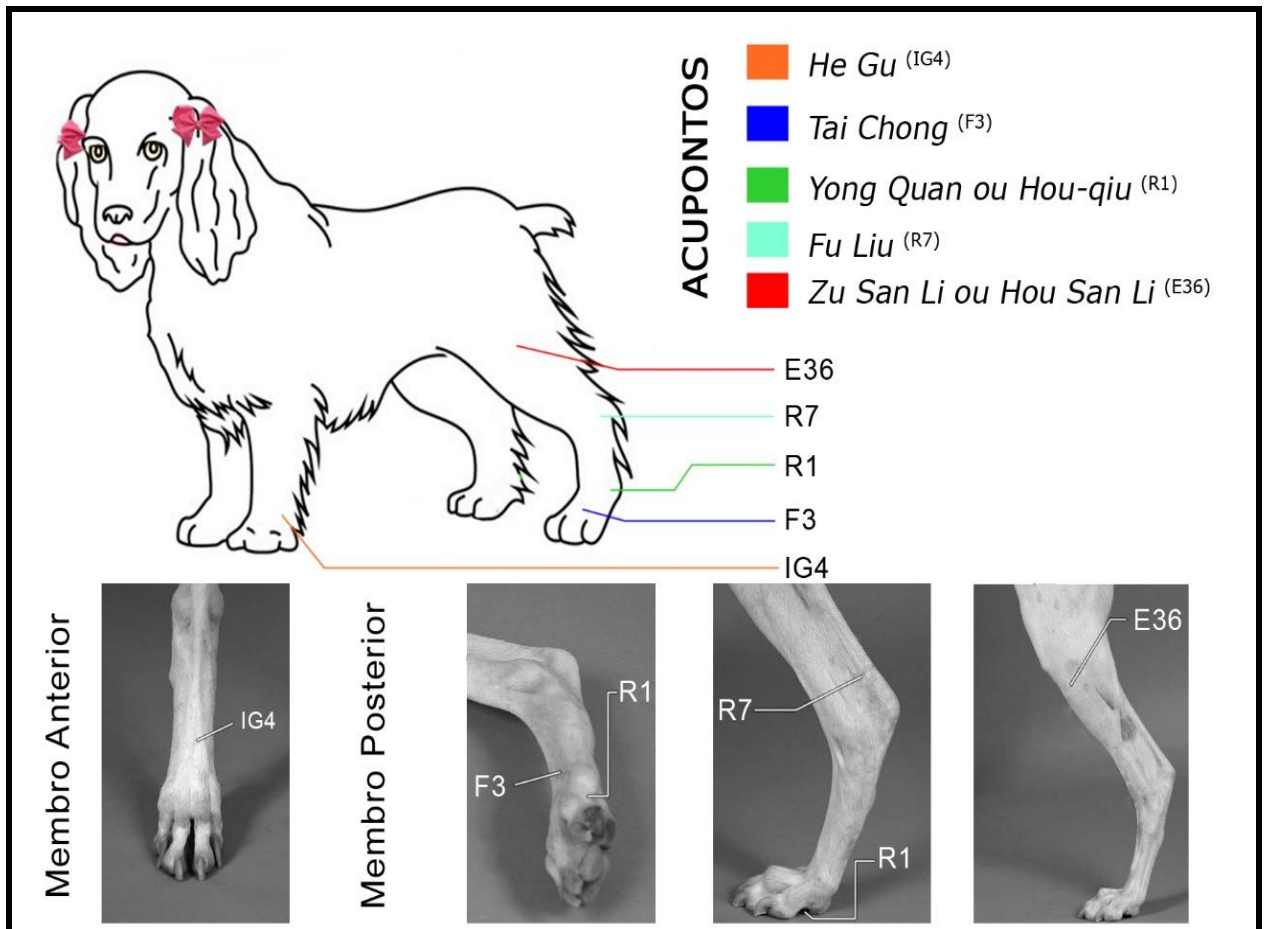 ACUPONTOS
He Gu (IG4)
Tai Chong (F3)
Yong Quan ou Hou-qiu (R1)
Fu Liu (R7)
Zu San Li ou Hou San Li (E36)
E36
R7
R1
F3
IG4
Membro Anterior
IG4
Membro Posterior
R1
F3
R7
R1
E36